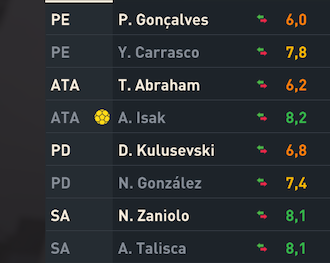 PE P. Gonçalves 6,0
PE Y. Carrasco 7,8
ATA T. Abraham 6,2
ATA A. Isak 8,2
PD D. Kulusevski 6,8
PD N. González 7,4
SA N. Zaniolo 8,1
SA A. Talisca 8,1